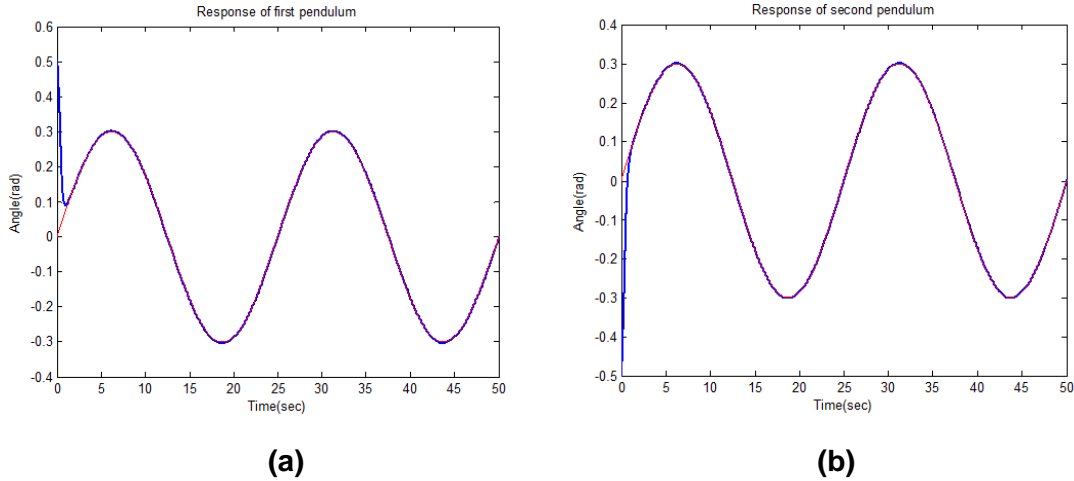 Response of first pendulum
0.6
0.5
0.4
0.3
0.2
0.1
0
-0.1
-0.2
-0.3
-0.4
Angle(rad)
0 5 10 15 20 25 30 35 40 45 50
Time(sec)
(a)
Response of second pendulum
0.4
0.3
0.2
0.1
0
-0.1
-0.2
-0.3
-0.4
-0.5
Angle(rad)
0 5 10 15 20 25 30 35 40 45 50
Time(sec)
(b)